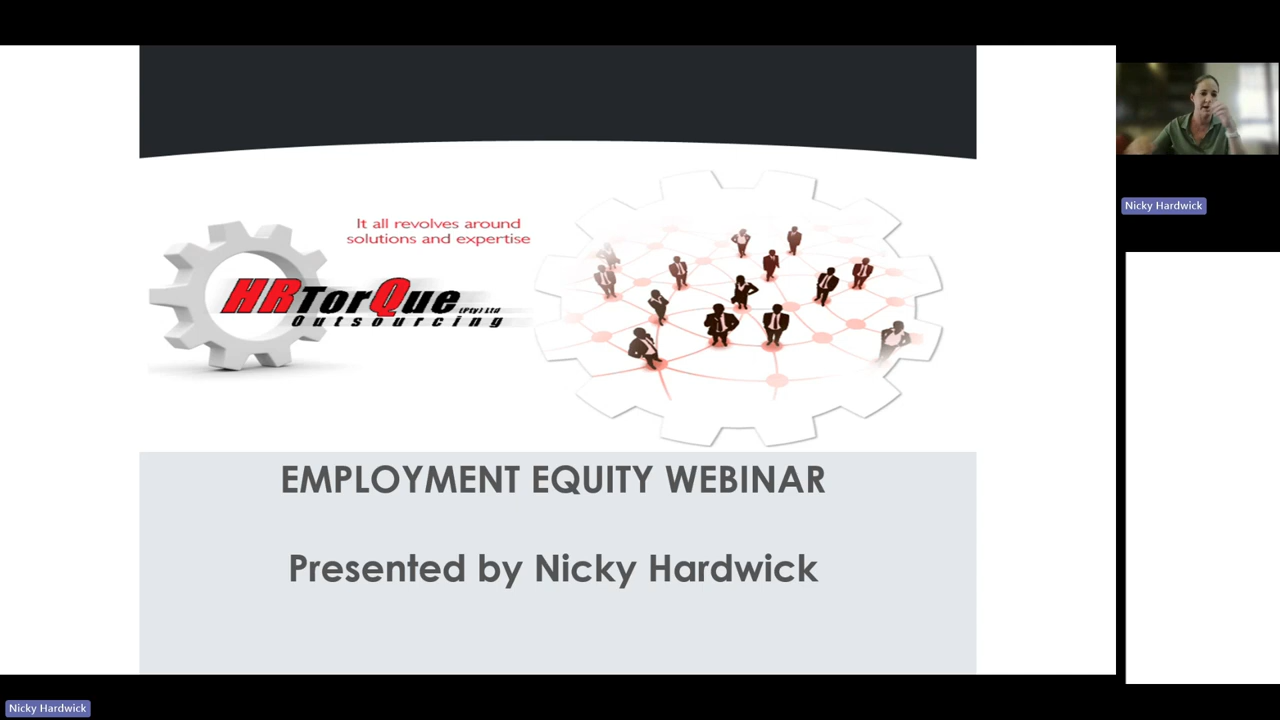 It all revolves around
solutions and expertise
HRTorQue (Pty) Ltd
Outsourcing
EMPLOYMENT EQUITY WEBINAR
Presented by Nicky Hardwick
Nicky Hardwick
Nicky Hardwick